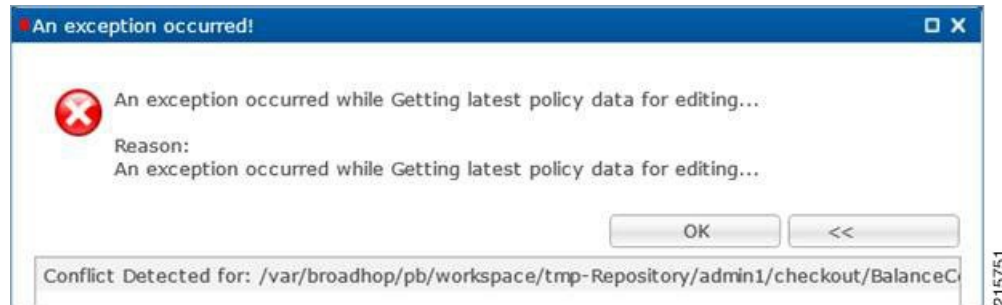 An exception occurred!
An exception occurred while Getting latest policy data for editing...
Reason:
An exception occurred while Getting latest policy data for editing...
OK
<<
Conflict Detected for: /var/broadhop/pb/workspace/tmp-Repository/admin1/checkout/BalanceC